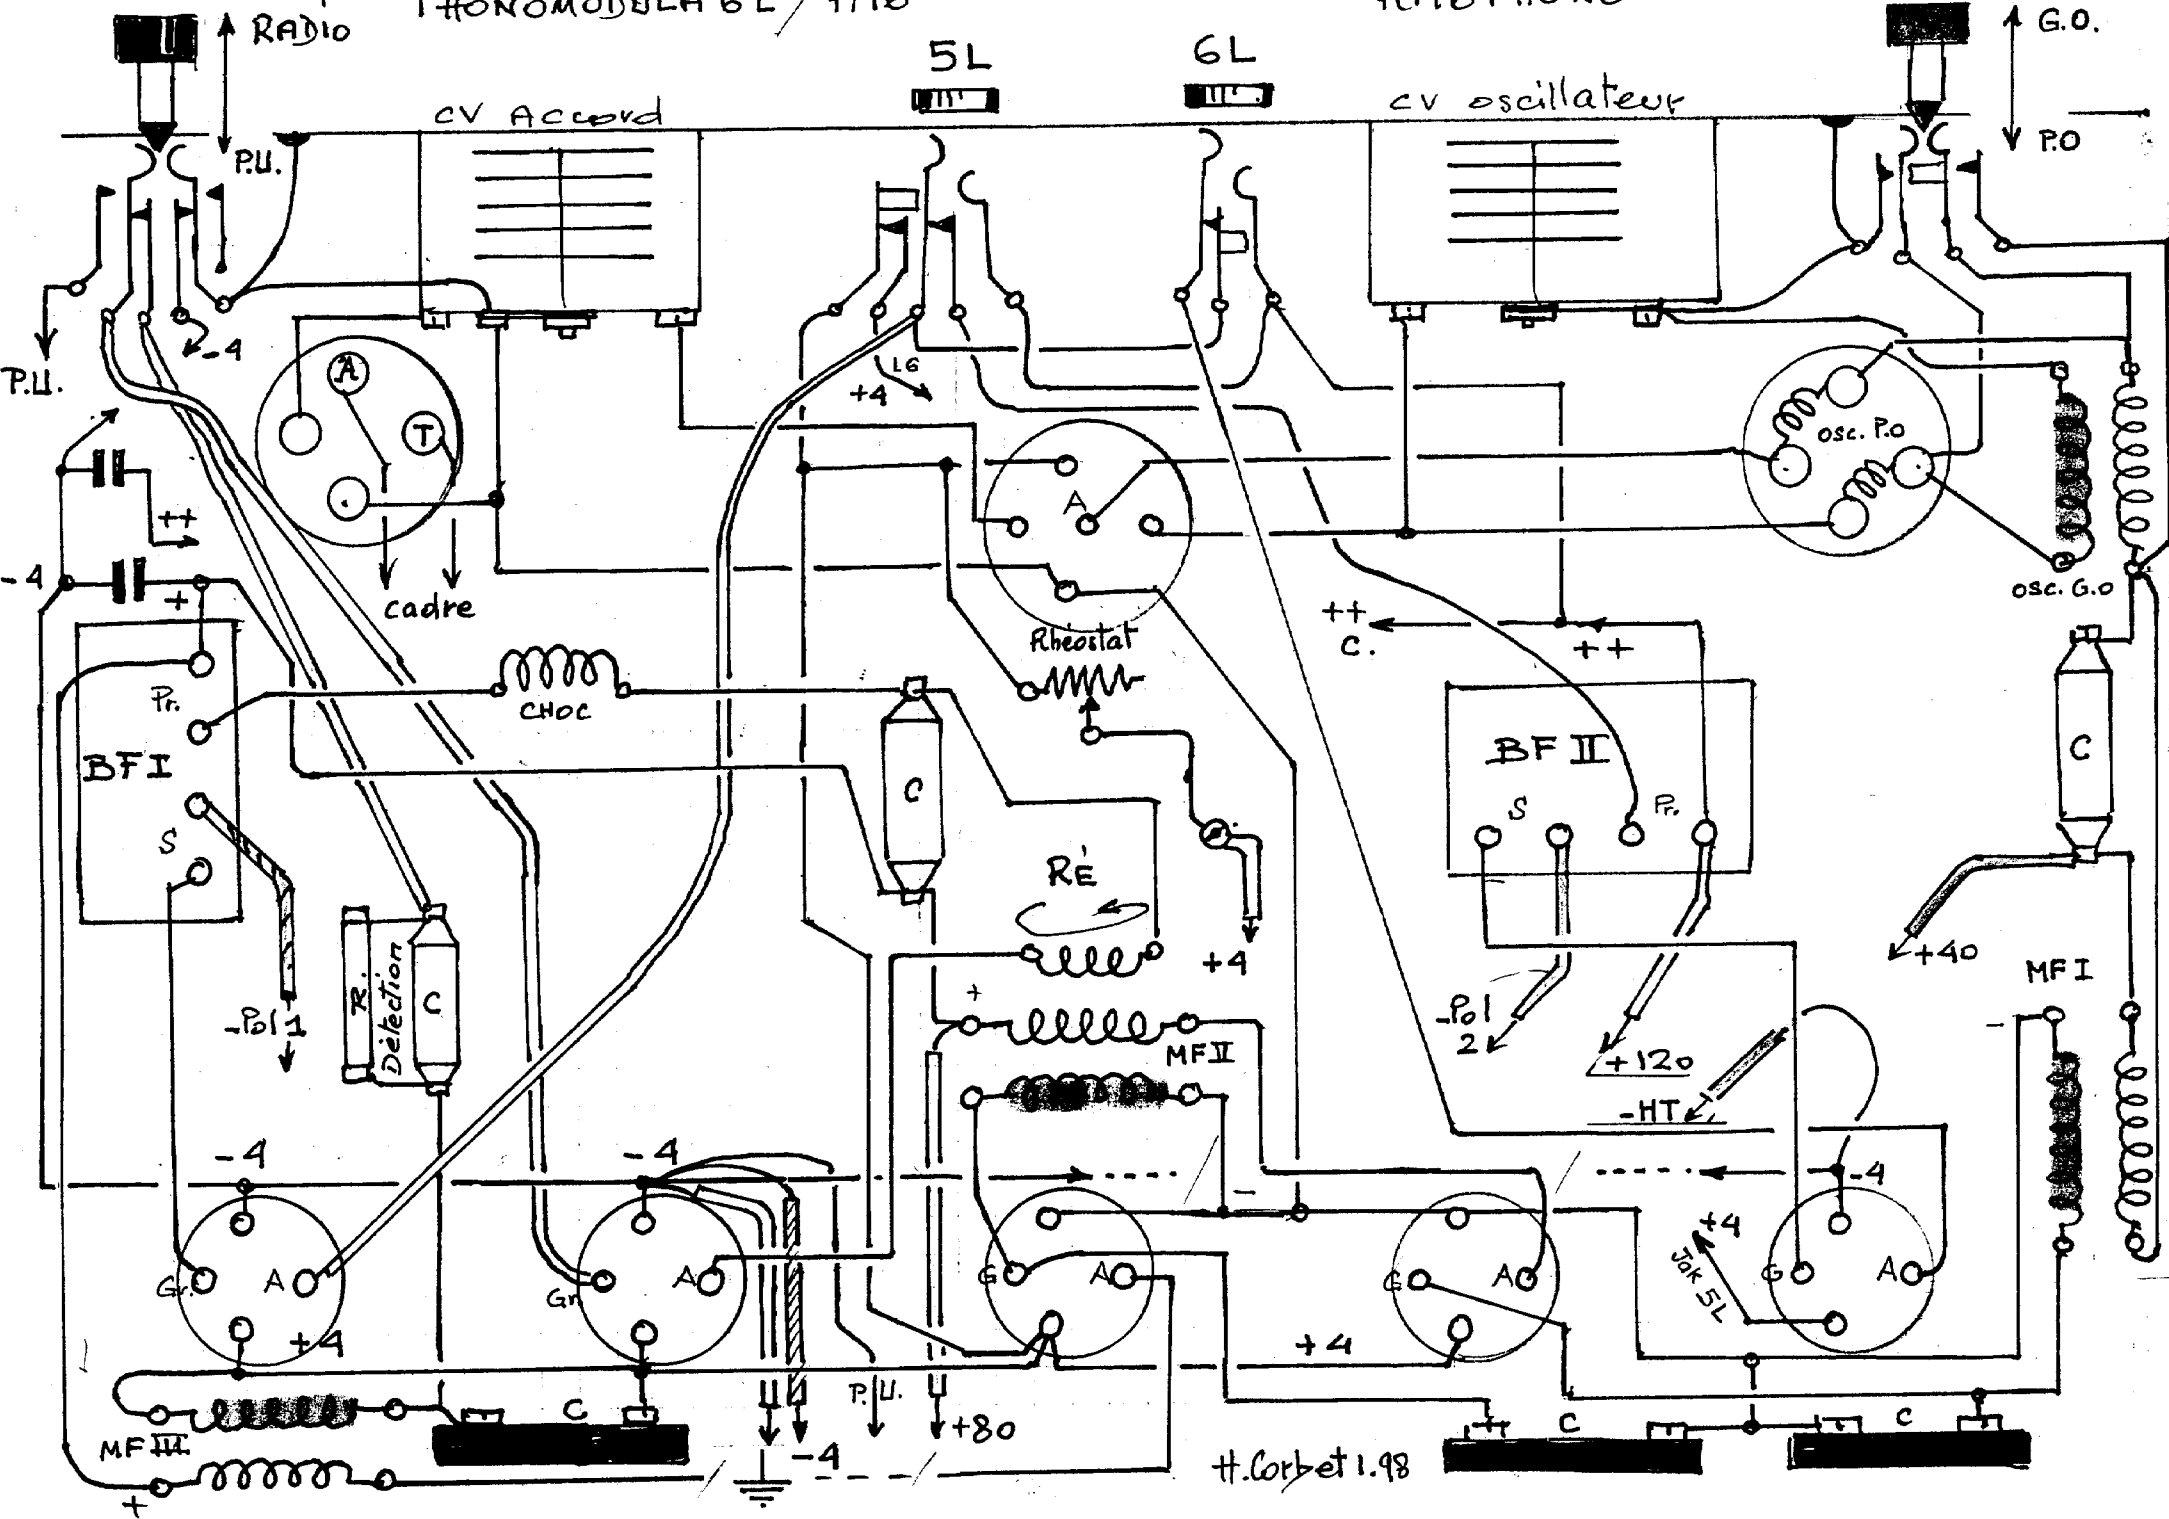 RADIO
G.O.
5L
6L
CV Accord
CV oscillateur
P.U.
P.O
-4
A
P.U.
T
+4
LG
osc. P.O
A
++
-4
+
cadre
osc. G.O
Rhéostat
++
C.
++
Pr.
CHOC
BF I
BF II
C
C
S
S
Pr.
RÉ
+4
+40
R.
Détection
C
-Pol 1
+
MF II
-Pol
2
+120
MF I
-HT
-
-4
-4
-
-4
+4
Jak 5L
Gr.
A
Gr.
A
G
A
G
A
G
A
+4
+4
P.U.
C
+80
C
C
MF III.
-4
+
H.Corbet 1.98